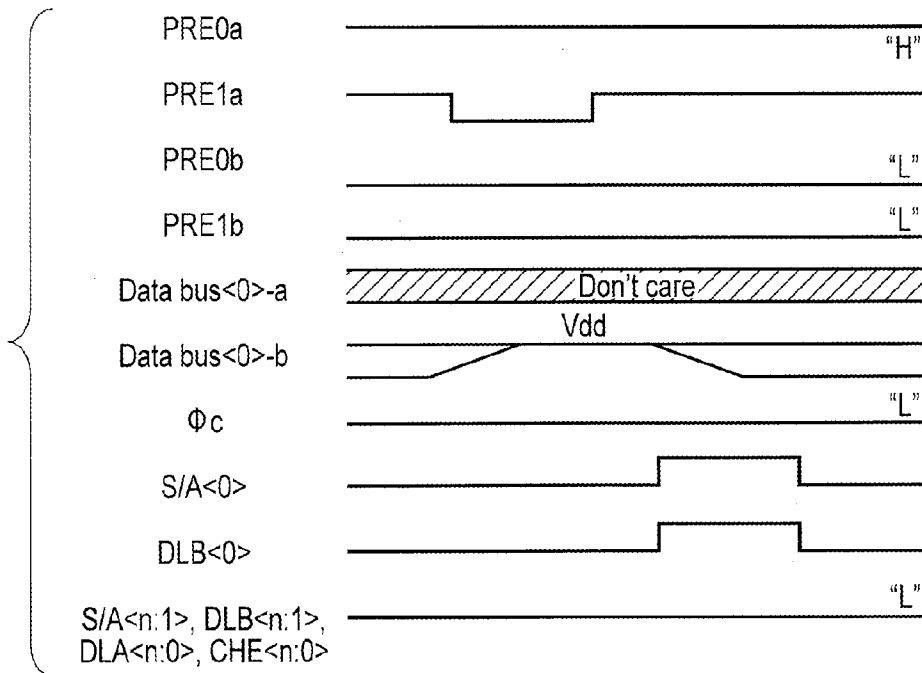 PRE0a
"H"
PRE1a
PRE0b
"L"
PRE1b
"L"
Data bus<0>-a
Don't care
Vdd
Data bus<0>-b
Φc
"L"
S/A<0>
DLB<0>
"L"
S/A<n:1>, DLB<n:1>,
DLA<n:0>, CHE<n:0>